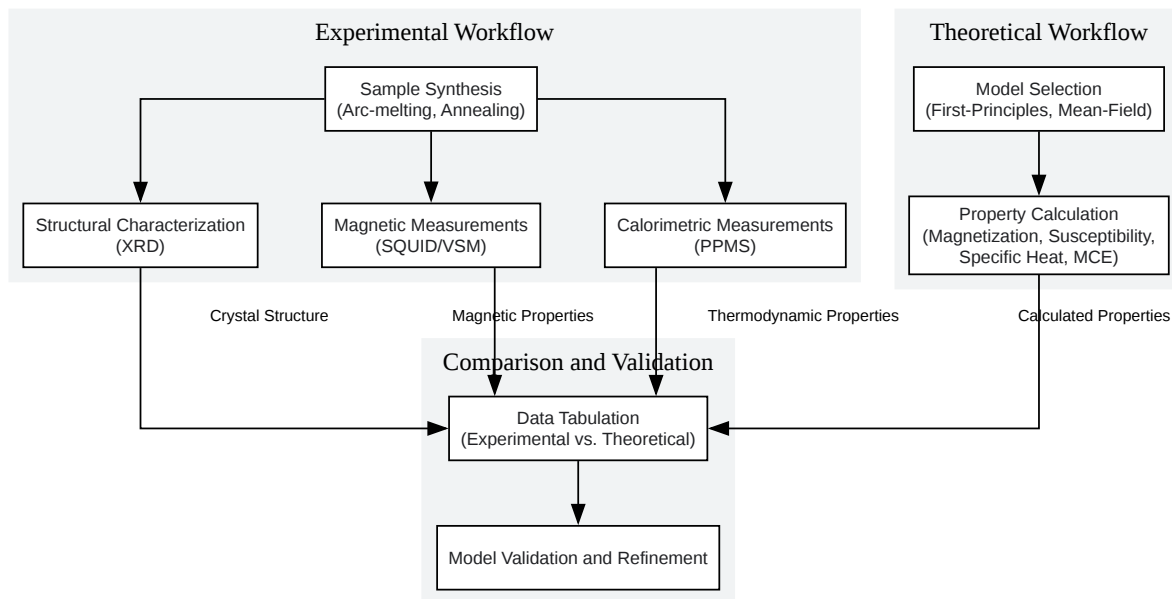 Experimental Workflow
Theoretical Workflow
Sample Synthesis
(Arc-melting, Annealing)
Model Selection
(First-Principles, Mean-Field)
Structural Characterization
(XRD)
Magnetic Measurements
(SQUID/VSM)
Calorimetric Measurements
(PPMS)
Property Calculation
(Magnetization, Susceptibility,
Specific Heat, MCE)
Crystal Structure
Magnetic Properties
Thermodynamic Properties
Calculated Properties
Comparison and Validation
Data Tabulation
(Experimental vs. Theoretical)
Model Validation and Refinement